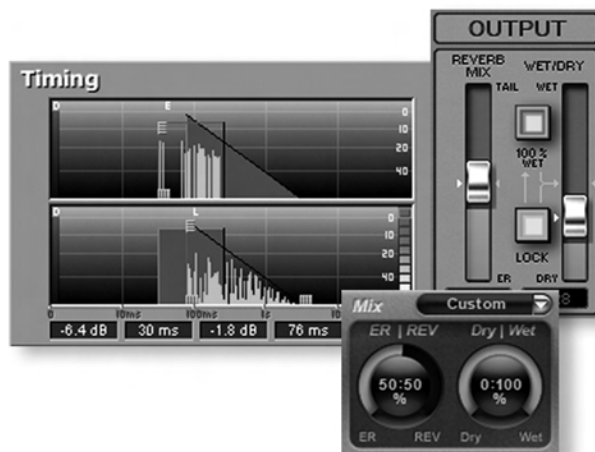 Timing
D E
0
10
20
40
D L
0
10
20
40
0 10ms 100ms 1s 10
-6.4 dB 30 ms -1.8 dB 76 ms
OUTPUT
REVERB MIX WET/DRY
TAIL WET
100% WET
LOCK
ER DRY
Mix Custom
ER | REV Dry | Wet
50:50 % 0:100 %
ER REV Dry Wet